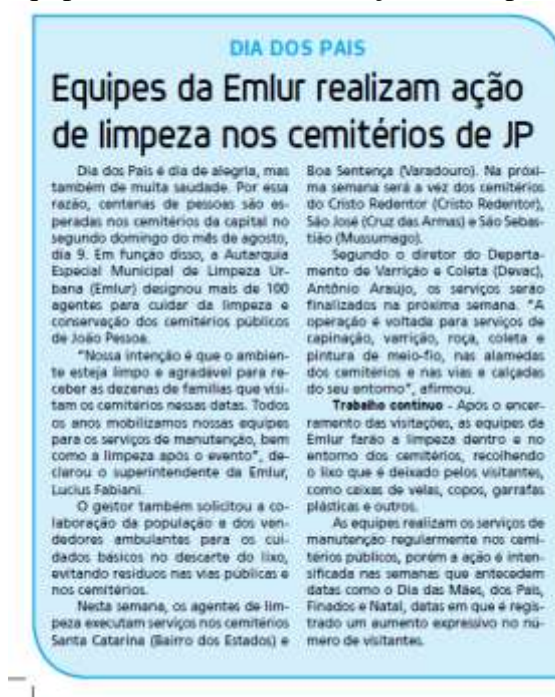 DIA DOS PAIS
Equipes da Emlur realizam ação
de limpeza nos cemitérios de JP
Dia dos Pais é dia de alegria, mas
também de muita saudade. Por essa
razão, centenas de pessoas são es-
peradas nos cemitérios da capital no
segundo domingo do mês de agosto,
dia 9. Em função disso, a Autarquia
Especial Municipal de Limpeza Ur-
bana (Emlur) designou mais de 100
agentes para cuidar da limpeza e
conservação dos cemitérios públicos
de João Pessoa.
"Nossa intenção é que o ambien-
te esteja limpo e agradável para re-
ceber as dezenas de famílias que visi-
tam os cemitérios nessas datas. Todos
os anos mobilizamos nossas equipes
para os serviços de manutenção, bem
como a limpeza após o evento", de-
clarou o superintendente da Emlur,
Lucius Fabiani.
O gestor também solicitou a co-
laboração da população e dos ven-
dedores ambulantes para os cui-
dados básicos no descarte do lixo,
evitando resíduos nas vias públicas e
nos cemitérios.
Nesta semana, os agentes de lim-
peza executam serviços nos cemitérios
Santa Catarina (Bairro dos Estados) e
Boa Sentença (Varadouro). Na próxi-
ma semana será a vez dos cemitérios
do Cristo Redentor (Cristo Redentor),
São José (Cruz das Armas) e São Sebas-
tião (Mussumago).
Segundo o diretor do Departa-
mento de Varrição e Coleta (Devac),
Antônio Araújo, os serviços serão
finalizados na próxima semana. "A
operação é voltada para serviços de
capinação, varrição, roça, coleta e
pintura de meio-fio, nas alamedas
dos cemitérios e nas vias e calçadas
do seu entorno", afirmou.
Trabalho contínuo - Após o encer-
ramento das visitações, as equipes da
Emlur farão a limpeza dentro e no
entorno dos cemitérios, recolhendo
o lixo que é deixado pelos visitantes,
como caixas de velas, copos, garrafas
plásticas e outros.
As equipes realizam os serviços de
manutenção regularmente nos cemi-
térios públicos, porém a ação é inten-
sificada nas semanas que antecedem
datas como o Dia das Mães, dos Pais,
Finados e Natal, datas em que é regis-
trado um aumento expressivo no nú-
mero de visitantes.